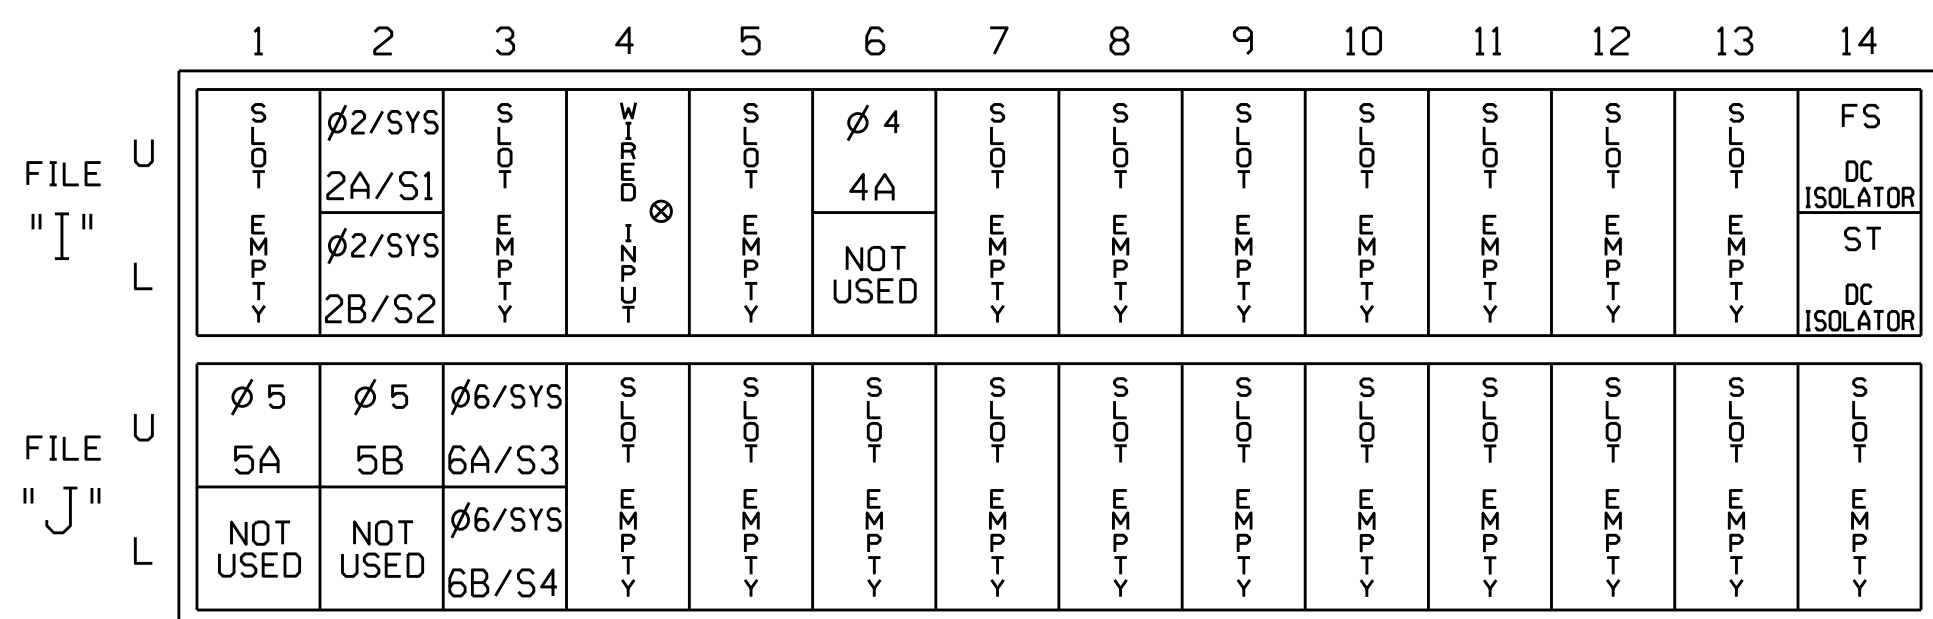 1 2 3 4 5 6 7 8 9 10 11 12 13 14
FILE "I"
U
L
SLOT EMPTY
Ø2/SYS
2A/S1
Ø2/SYS
2B/S2
SLOT EMPTY
WIRED INPUT
SLOT EMPTY
Ø 4
4A
NOT
USED
SLOT EMPTY
SLOT EMPTY
SLOT EMPTY
SLOT EMPTY
SLOT EMPTY
SLOT EMPTY
SLOT EMPTY
FS
DC
ISOLATOR
ST
DC
ISOLATOR
FILE "J"
U
L
Ø 5
5A
NOT
USED
Ø 5
5B
NOT
USED
Ø6/SYS
6A/S3
Ø6/SYS
6B/S4
SLOT EMPTY
SLOT EMPTY
SLOT EMPTY
SLOT EMPTY
SLOT EMPTY
SLOT EMPTY
SLOT EMPTY
SLOT EMPTY
SLOT EMPTY
SLOT EMPTY
SLOT EMPTY